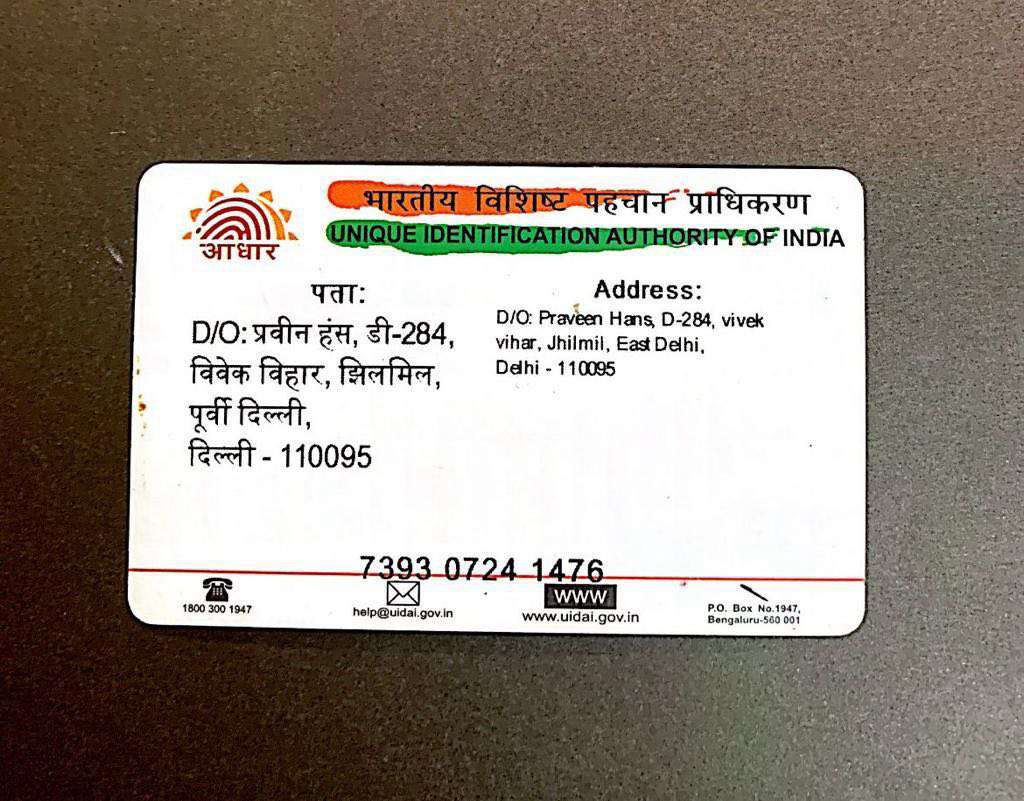 आधार
भारतीय विशिष्ट पहचान प्राधिकरण
UNIQUE IDENTIFICATION AUTHORITY OF INDIA
पता:
D/O: प्रवीन हंस, डी-284,
विवेक विहार, झिलमिल,
पूर्वी दिल्ली,
दिल्ली - 110095
Address:
D/O: Praveen Hans, D-284, vivek
vihar, Jhilmil, East Delhi,
Delhi - 110095
7393 0724 1476
1800 300 1947
help@uidai.gov.in
WWW
www.uidai.gov.in
P.O. Box No.1947,
Bengaluru-560 001